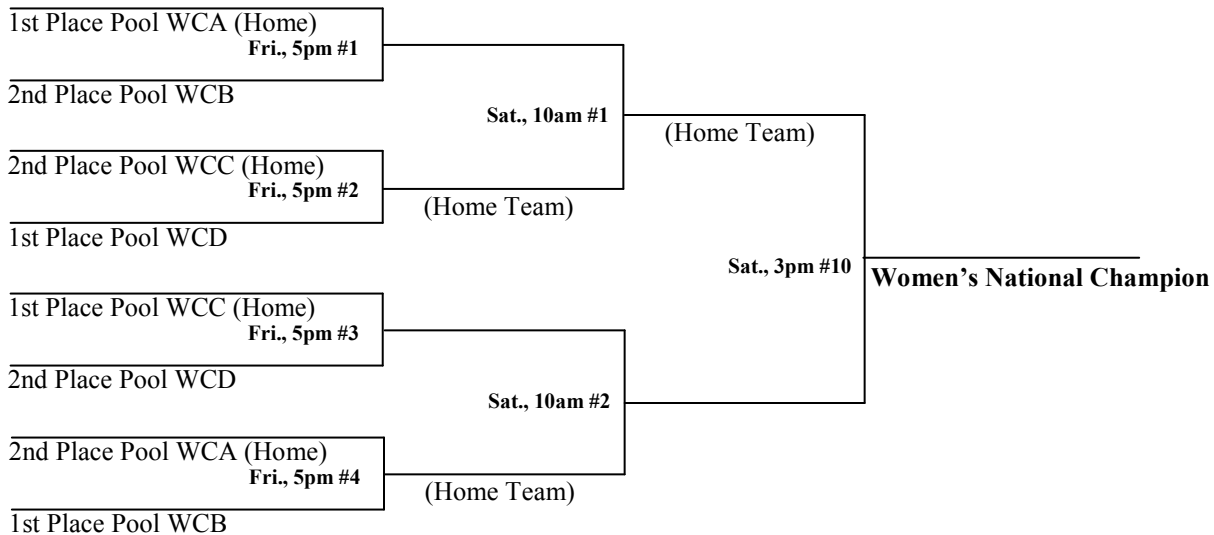 1st Place Pool WCA (Home)
Fri., 5pm #1
2nd Place Pool WCB
Sat., 10am #1
(Home Team)
2nd Place Pool WCC (Home)
Fri., 5pm #2
(Home Team)
1st Place Pool WCD
Sat., 3pm #10
Women's National Champion
1st Place Pool WCC (Home)
Fri., 5pm #3
2nd Place Pool WCD
Sat., 10am #2
2nd Place Pool WCA (Home)
Fri., 5pm #4
(Home Team)
1st Place Pool WCB